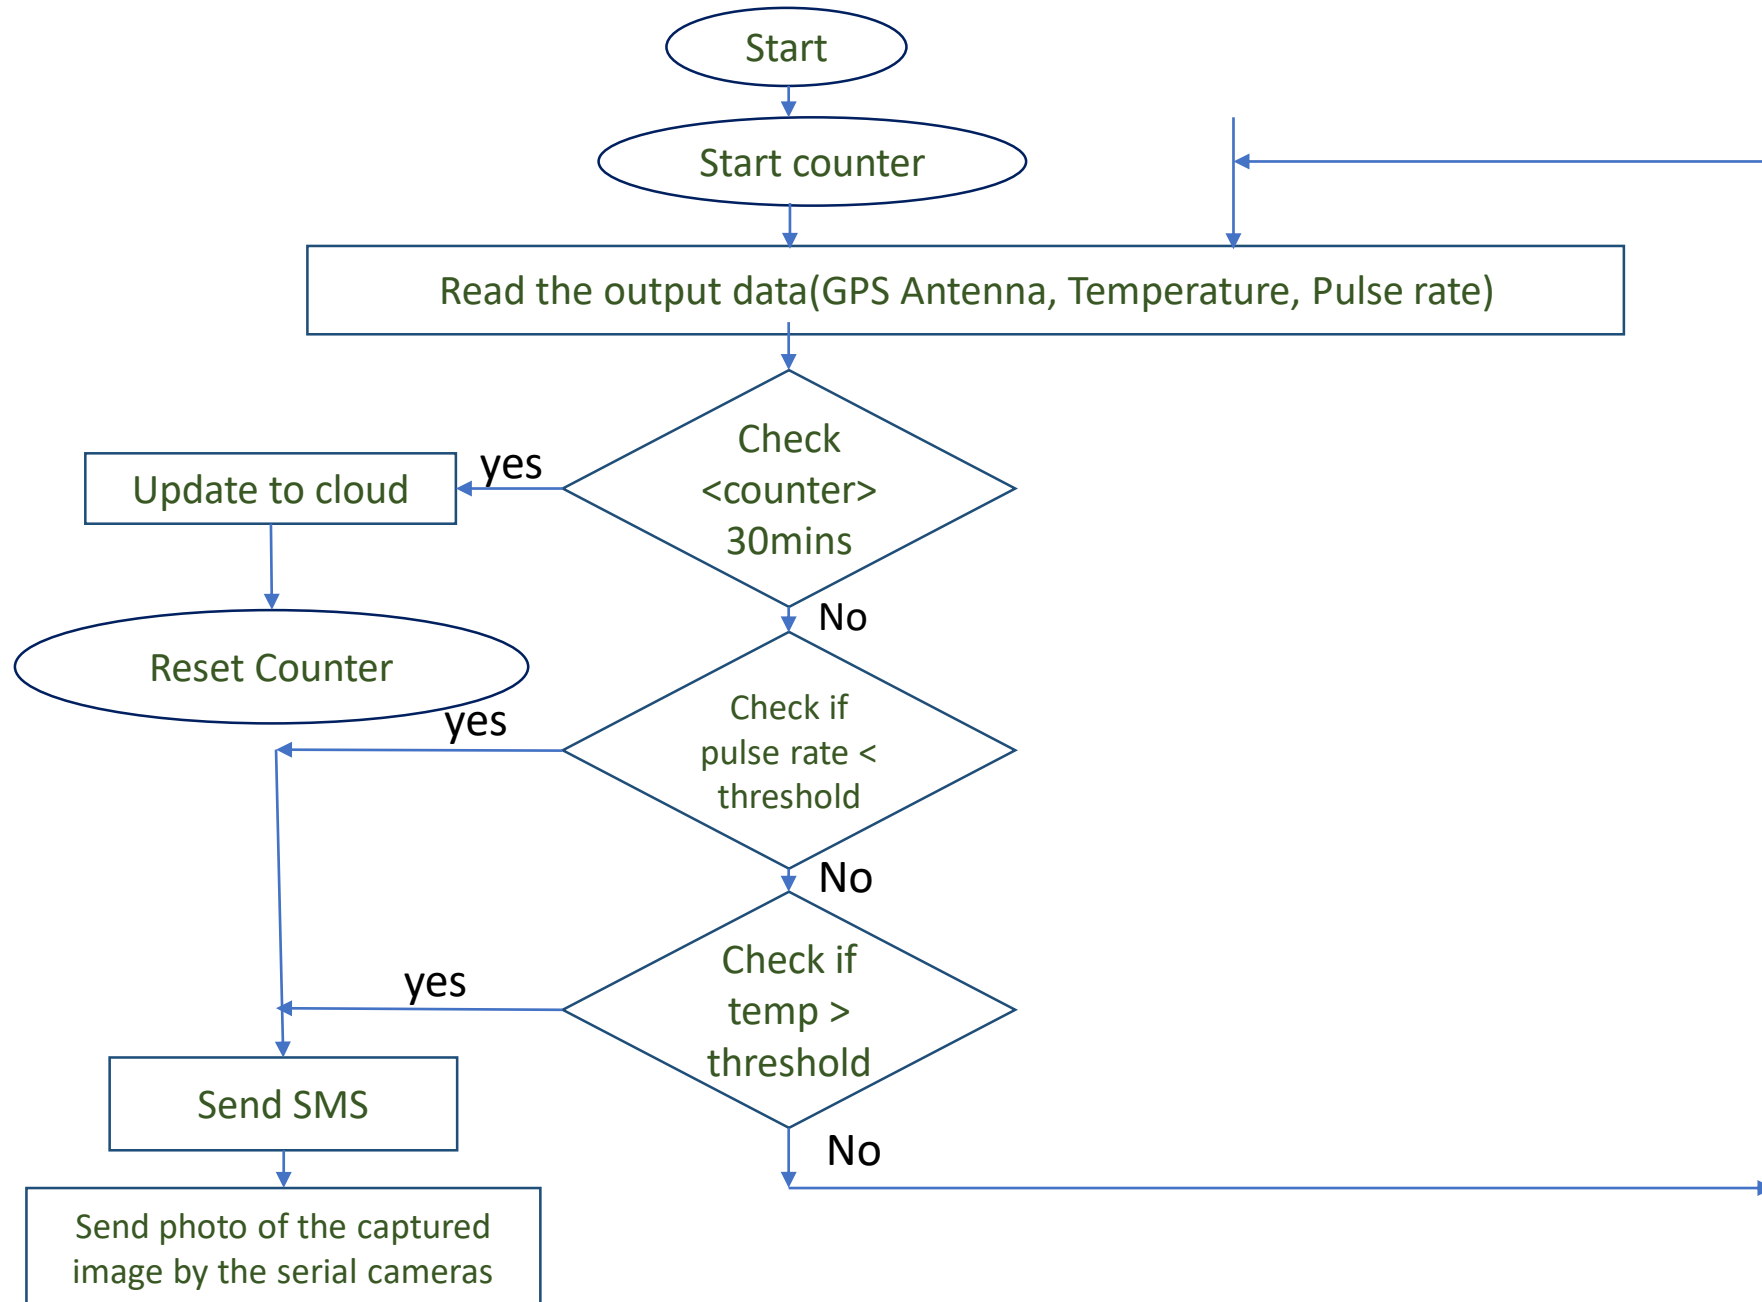 Start
Start counter
Read the output data(GPS Antenna, Temperature, Pulse rate)
Check
<counter>
30mins
yes
Update to cloud
No
Reset Counter
Check if
pulse rate <
threshold
yes
No
Check if
temp >
threshold
yes
Send SMS
No
Send photo of the captured
image by the serial cameras